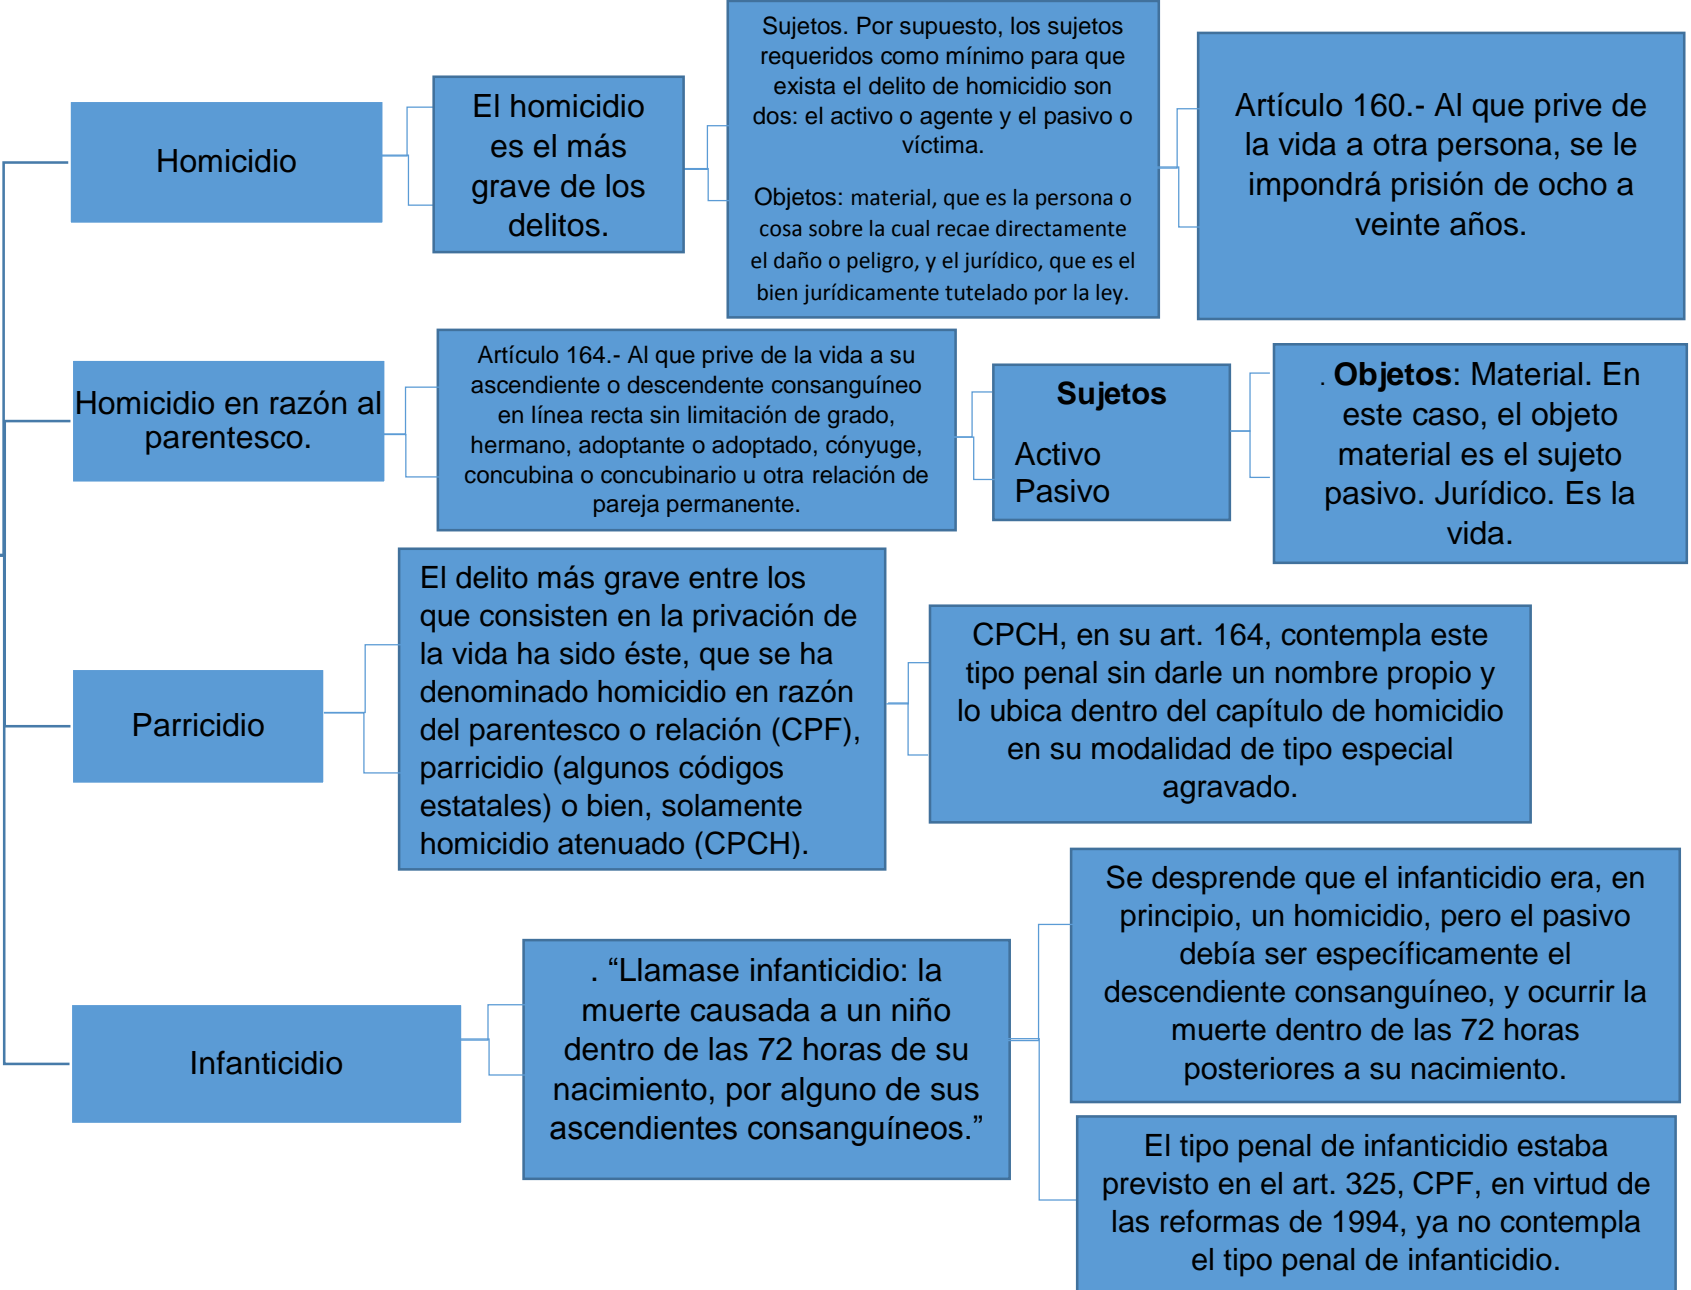 Homicidio
El homicidio
es el más
grave de los
delitos.
Sujetos. Por supuesto, los sujetos
requeridos como mínimo para que
exista el delito de homicidio son
dos: el activo o agente y el pasivo o
víctima.
Objetos: material, que es la persona o
cosa sobre la cual recae directamente
el daño o peligro, y el jurídico, que es el
bien jurídicamente tutelado por la ley.
Artículo 160.- Al que prive de
la vida a otra persona, se le
impondrá prisión de ocho a
veinte años.
Homicidio en razón al
parentesco.
Artículo 164.- Al que prive de la vida a su
ascendiente o descendente consanguíneo
en línea recta sin limitación de grado,
hermano, adoptante o adoptado, cónyuge,
concubina o concubinario u otra relación de
pareja permanente.
Sujetos
Activo
Pasivo
. Objetos: Material. En
este caso, el objeto
material es el sujeto
pasivo. Jurídico. Es la
vida.
Parricidio
El delito más grave entre los
que consisten en la privación de
la vida ha sido éste, que se ha
denominado homicidio en razón
del parentesco o relación (CPF),
parricidio (algunos códigos
estatales) o bien, solamente
homicidio atenuado (CPCH).
CPCH, en su art. 164, contempla este
tipo penal sin darle un nombre propio y
lo ubica dentro del capítulo de homicidio
en su modalidad de tipo especial
agravado.
Infanticidio
. “Llamase infanticidio: la
muerte causada a un niño
dentro de las 72 horas de su
nacimiento, por alguno de sus
ascendientes consanguíneos.”
Se desprende que el infanticidio era, en
principio, un homicidio, pero el pasivo
debía ser específicamente el
descendiente consanguíneo, y ocurrir la
muerte dentro de las 72 horas
posteriores a su nacimiento.
El tipo penal de infanticidio estaba
previsto en el art. 325, CPF, en virtud de
las reformas de 1994, ya no contempla
el tipo penal de infanticidio.